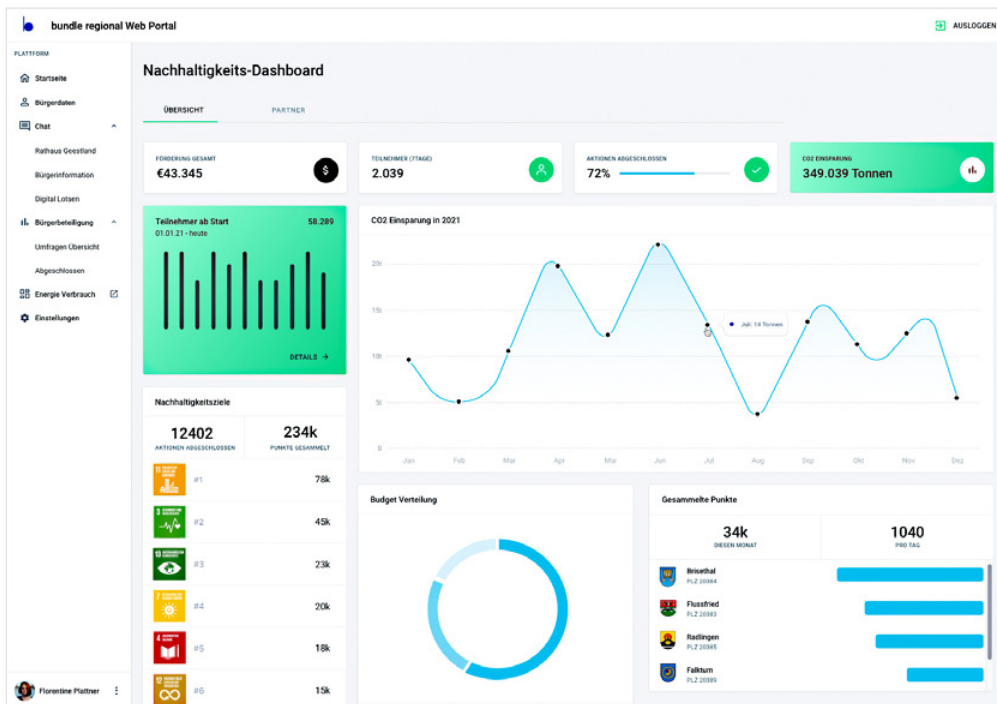 bundle regional Web Portal
AUSLOGGEN
PLATTFORM
Startseite
Bürgerdaten
Chat
Rathaus Geestland
Bürgerinformation
Digital Lotsen
Bürgerbeteiligung
Umfragen Übersicht
Abgeschlossen
Energie Verbrauch
Einstellungen
Florentine Plattner
Nachhaltigkeits-Dashboard
ÜBERSICHT
PARTNER
FÖRDERUNG GESAMT
€43.345
$
TEILNEHMER (7TAGE)
2.039
AKTIONEN ABGESCHLOSSEN
72%
CO2 EINSPARUNG
349.039 Tonnen
Teilnehmer ab Start 58.289
01.01.21 - heute
DETAILS →
CO2 Einsparung in 2021
20t
15t
10t
5t
0
Jul: 14 Tonnen
Jan Feb Mar Apr Mai Jun Jul Aug Sep Okt Nov Dez
Nachhaltigkeitsziele
12402 234k
AKTIONEN ABGESCHLOSSEN PUNKTE GESAMMELT
11
#1 78k
3
#2 45k
#3 23k
7
#4 20k
4
#5 18k
12
#6 15k
Budget Verteilung
Gesammelte Punkte
34k 1040
DIESEN MONAT PRO TAG
Brisethal
PLZ 20384
Flussfried
PLZ 20383
Radlingen
PLZ 20385
Falkturn
PLZ 20389